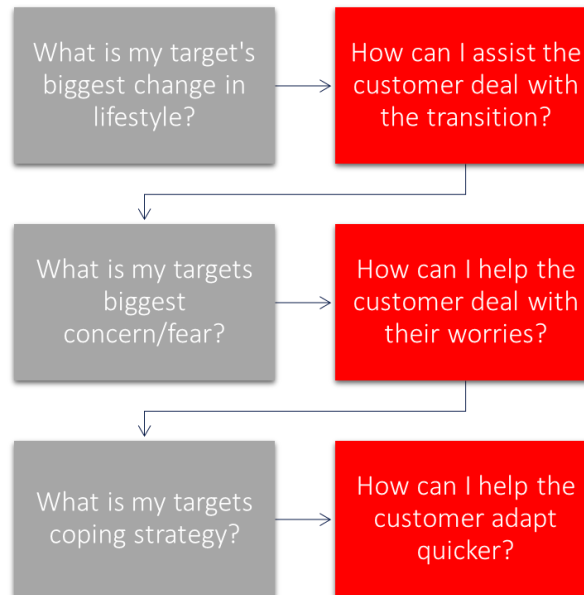 What is my target's
biggest change in
lifestyle?
How can I assist the
customer deal with
the transition?
What is my targets
biggest
concern/fear?
How can I help the
customer deal with
their worries?
What is my targets
coping strategy?
How can I help the
customer adapt
quicker?